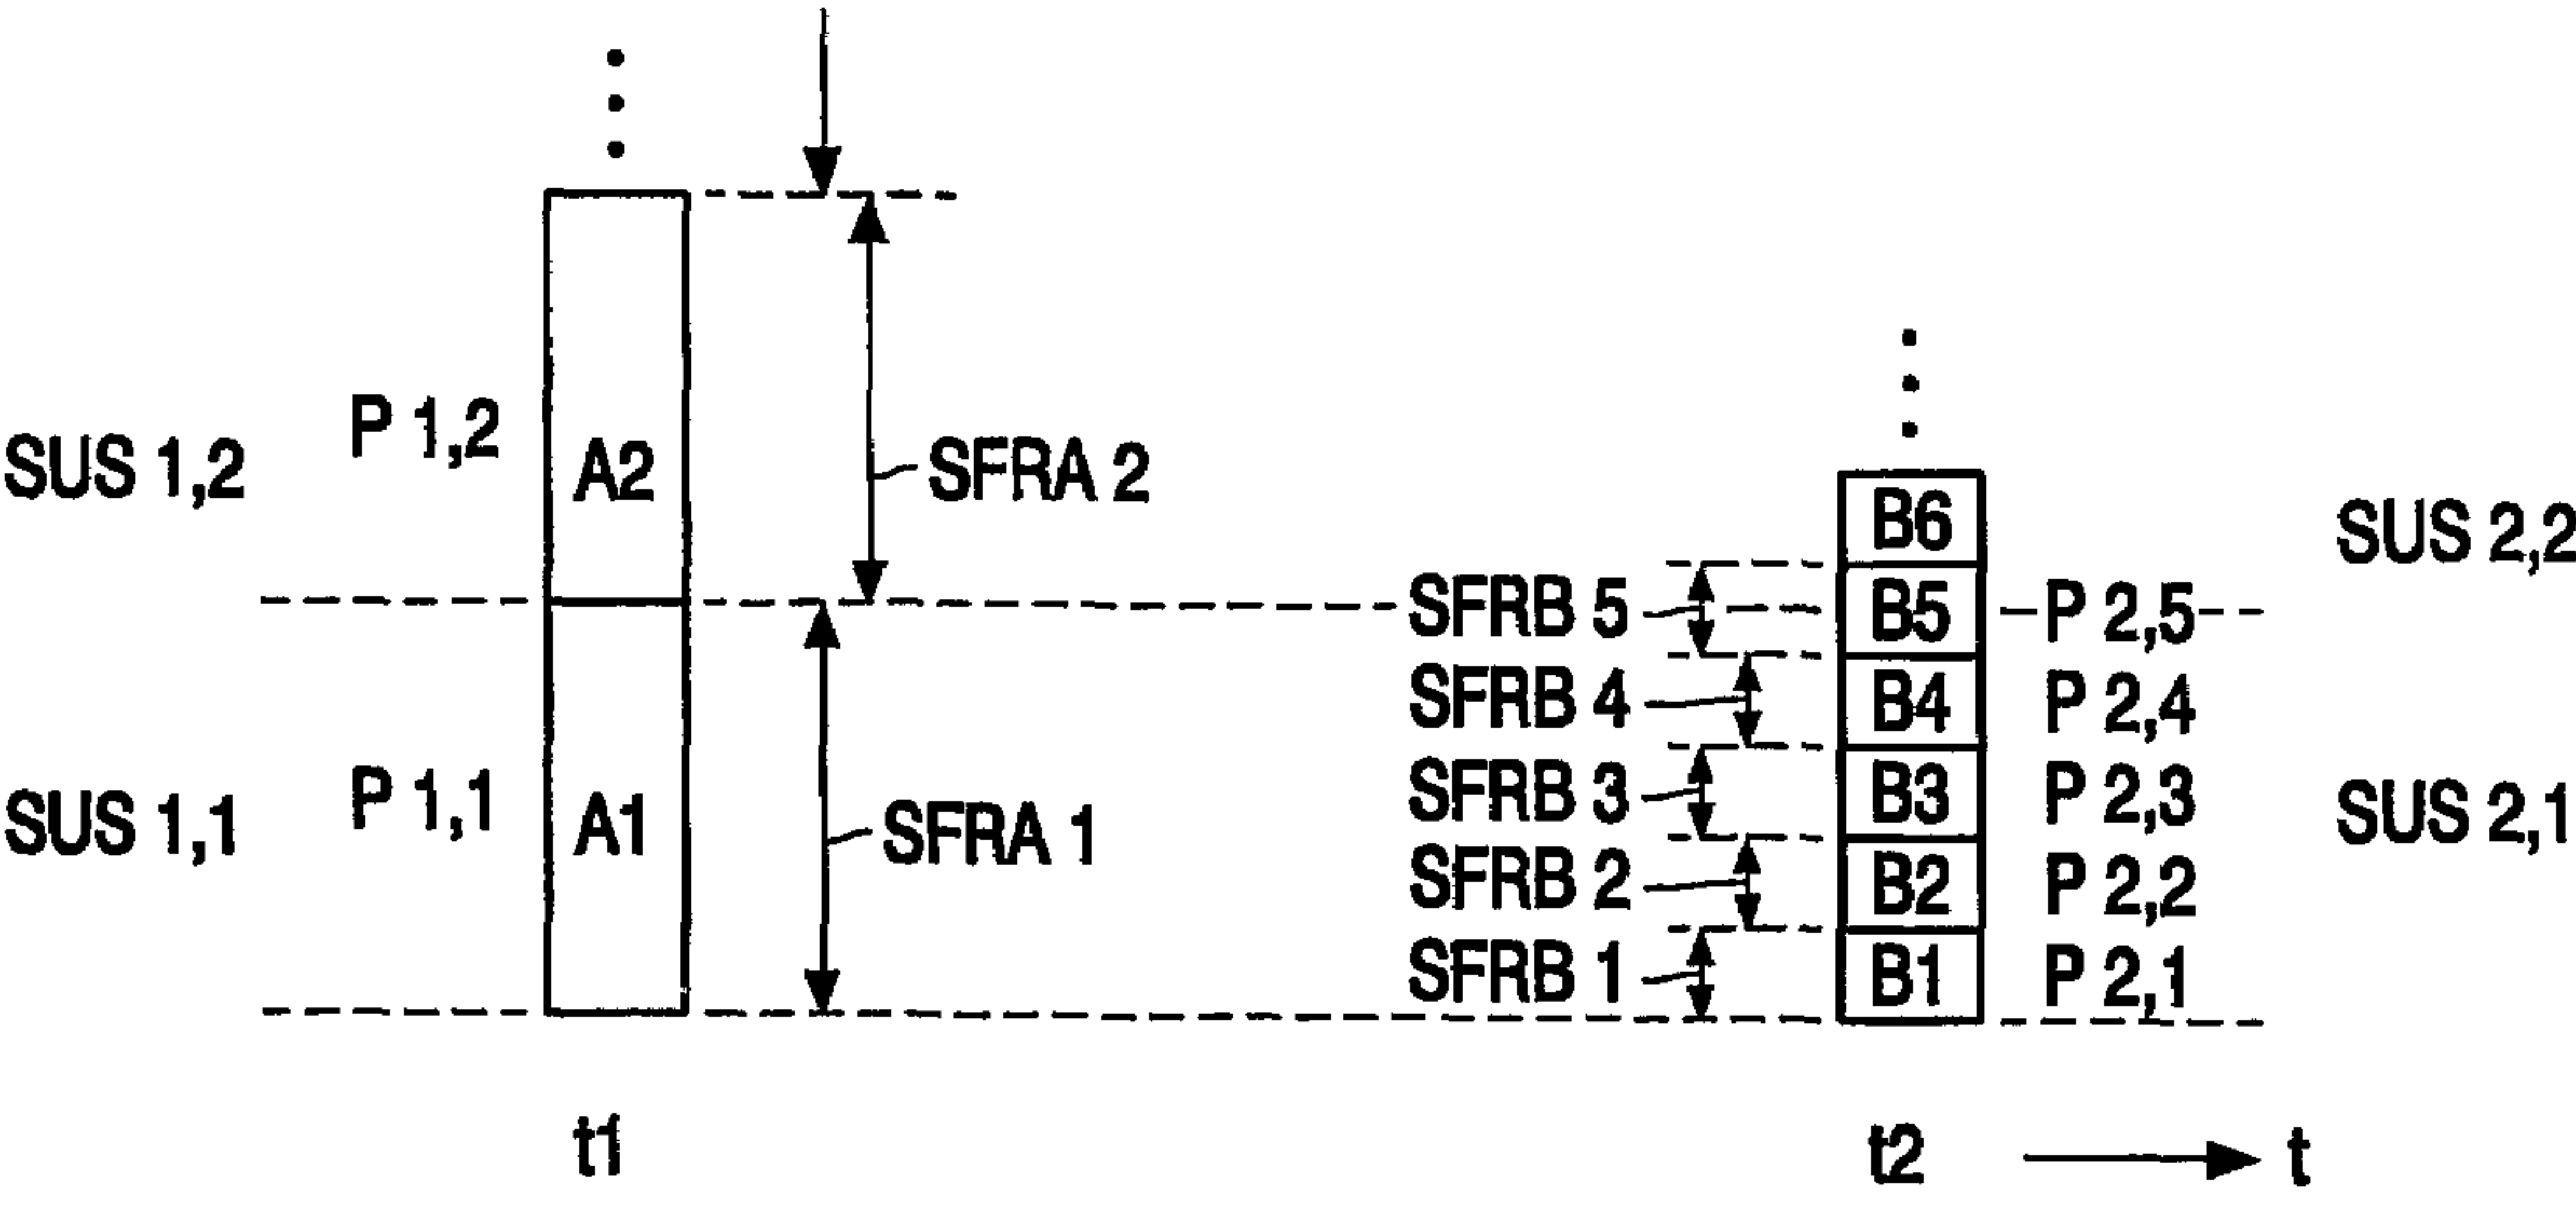 P 1,2
SUS 1,2
A2
SFRA 2
B6
SUS 2,2
SFRB 5
B5
P 2,5
SFRB 4
B4
P 2,4
P 1,1
SUS 1,1
A1
SFRA 1
SFRB 3
B3
P 2,3
SUS 2,1
SFRB 2
B2
P 2,2
SFRB 1
B1
P 2,1
t1
t2
t